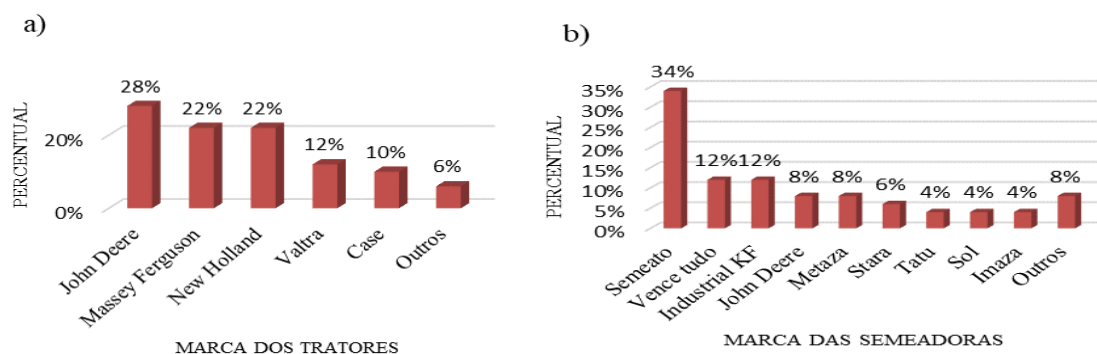 a)
28%
22%
22%
12%
10%
6%
20%
0%
PERCENTUAL
John Deere
Massey Ferguson
New Holland
Valtra
Case
Outros
MARCA DOS TRATORES
b)
34%
12%
12%
8%
8%
6%
4%
4%
4%
8%
35%
30%
25%
20%
15%
10%
5%
0%
PERCENTUAL
Semeato
Vence tudo
Industrial KF
John Deere
Metaza
Stara
Tatu
Sol
Imaza
Outros
MARCA DAS SEMEADORAS